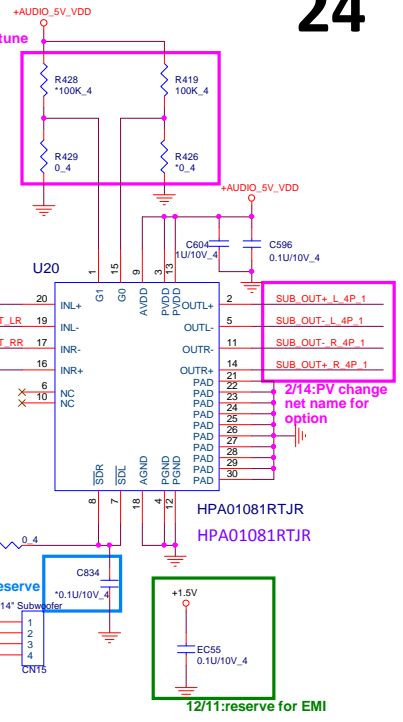 24
+AUDIO_5V_VDD
tune
R428
*100K_4
R419
100K_4
R429
0_4
R426
*0_4
+AUDIO_5V_VDD
C604
1U/10V_4
C596
0.1U/10V_4
U20
1
15
9
3
13
G1
G0
AVDD
PVDD
PVDD
20
INL+
OUTL+
2
SUB_OUT+_L_4P_1
T_LR
19
INL-
OUTL-
5
SUB_OUT-_L_4P_1
T_RR
17
INR-
OUTR-
11
SUB_OUT-_R_4P_1
16
INR+
OUTR+
14
SUB_OUT+_R_4P_1
6
NC
10
NC
PAD
21
PAD
22
PAD
23
PAD
24
PAD
25
PAD
26
PAD
27
PAD
28
PAD
29
PAD
30
2/14:PV change
net name for
option
SDR
SDL
AGND
PGND
PGND
8
7
18
4
12
HPA01081RTJR
HPA01081RTJR
0_4
eserve
C834
*0.1U/10V_4
14" Subwoofer
1
2
3
4
CN15
+1.5V
EC55
0.1U/10V_4
12/11:reserve for EMI